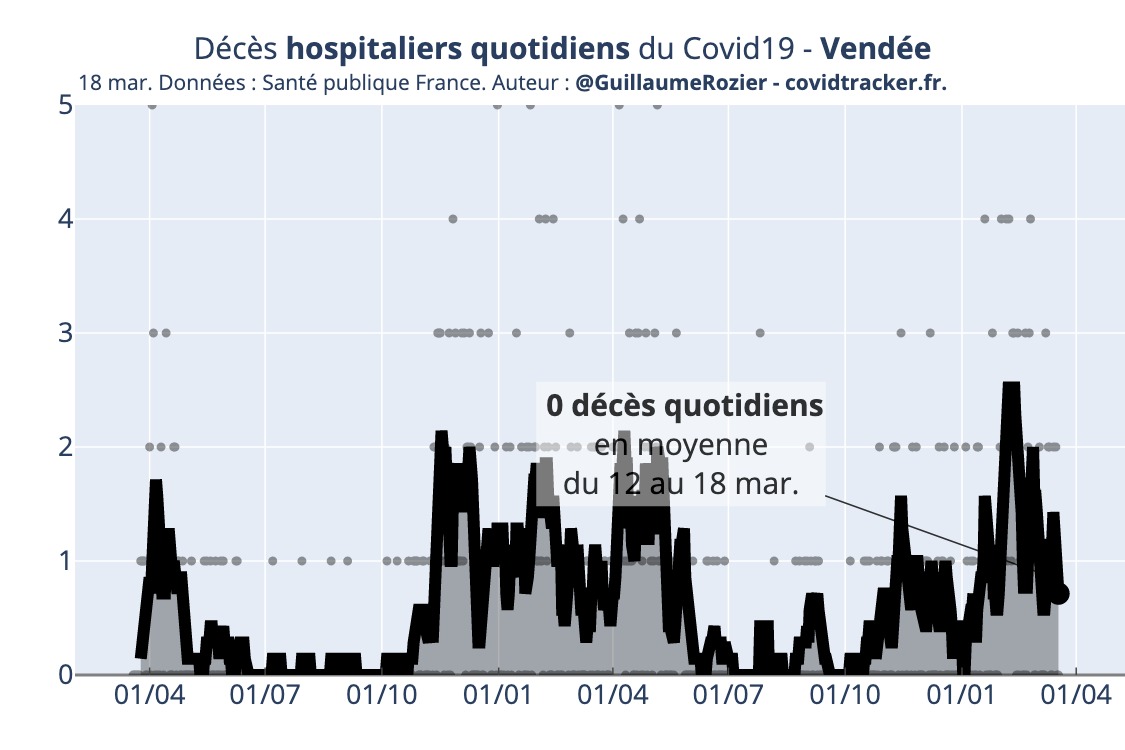 Décès hospitaliers quotidiens du Covid19 - Vendée
18 mar. Données : Santé publique France. Auteur : @GuillaumeRozier - covidtracker.fr.
5
4
3
2
1
0
0 décès quotidiens
en moyenne
du 12 au 18 mar.
01/04 01/07 01/10 01/01 01/04 01/07 01/10 01/01 01/04